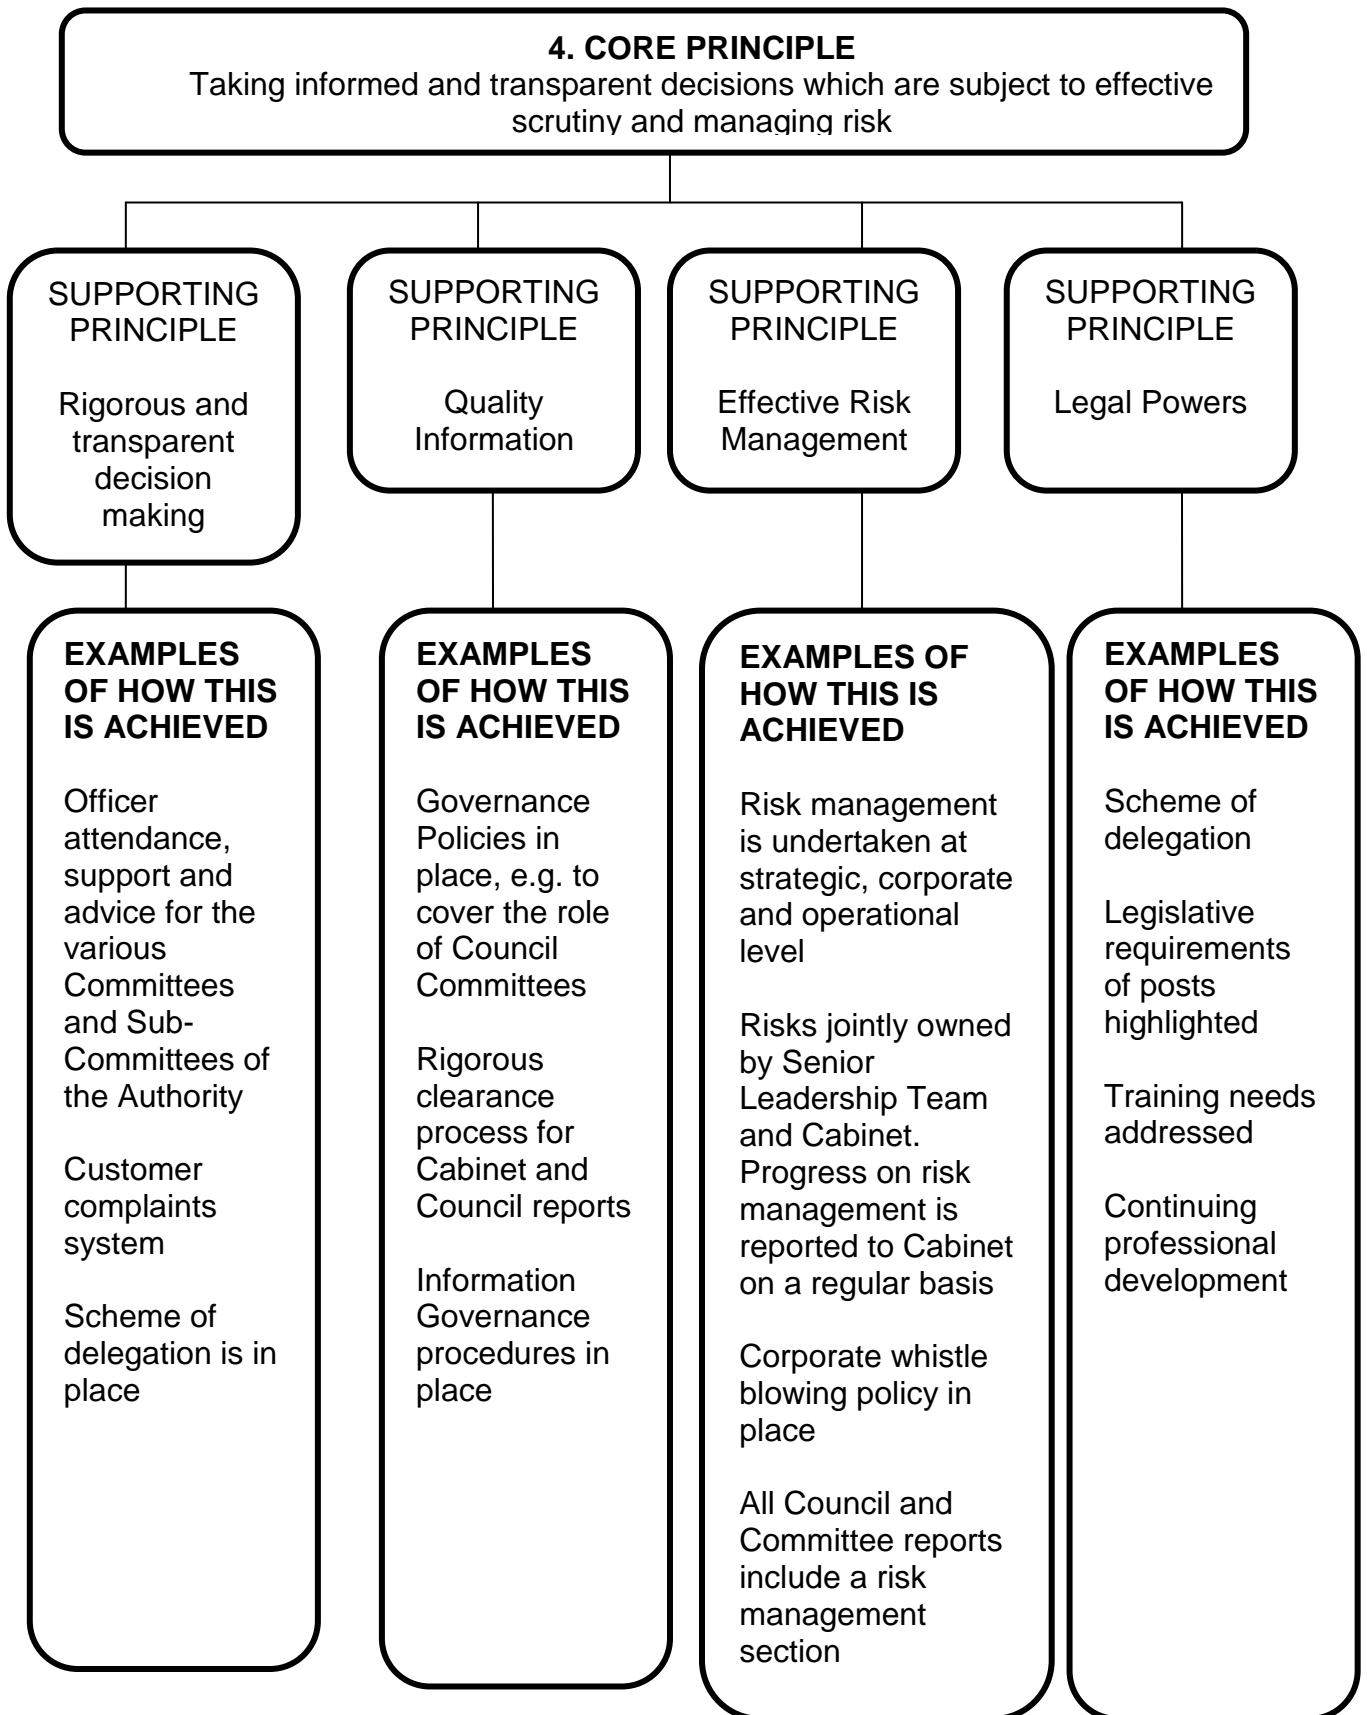 4. CORE PRINCIPLE
Taking informed and transparent decisions which are subject to effective
scrutiny and managing risk
SUPPORTING
PRINCIPLE
Rigorous and
transparent
decision
making
SUPPORTING
PRINCIPLE
Quality
Information
SUPPORTING
PRINCIPLE
Effective Risk
Management
SUPPORTING
PRINCIPLE
Legal Powers
EXAMPLES
OF HOW THIS
IS ACHIEVED
Officer
attendance,
support and
advice for the
various
Committees
and Sub-
Committees of
the Authority
Customer
complaints
system
Scheme of
delegation is in
place
EXAMPLES
OF HOW THIS
IS ACHIEVED
Governance
Policies in
place, e.g. to
cover the role
of Council
Committees
Rigorous
clearance
process for
Cabinet and
Council reports
Information
Governance
procedures in
place
EXAMPLES OF
HOW THIS IS
ACHIEVED
Risk management
is undertaken at
strategic, corporate
and operational
level
Risks jointly owned
by Senior
Leadership Team
and Cabinet.
Progress on risk
management is
reported to Cabinet
on a regular basis
Corporate whistle
blowing policy in
place
All Council and
Committee reports
include a risk
management
section
EXAMPLES
OF HOW THIS
IS ACHIEVED
Scheme of
delegation
Legislative
requirements
of posts
highlighted
Training needs
addressed
Continuing
professional
development